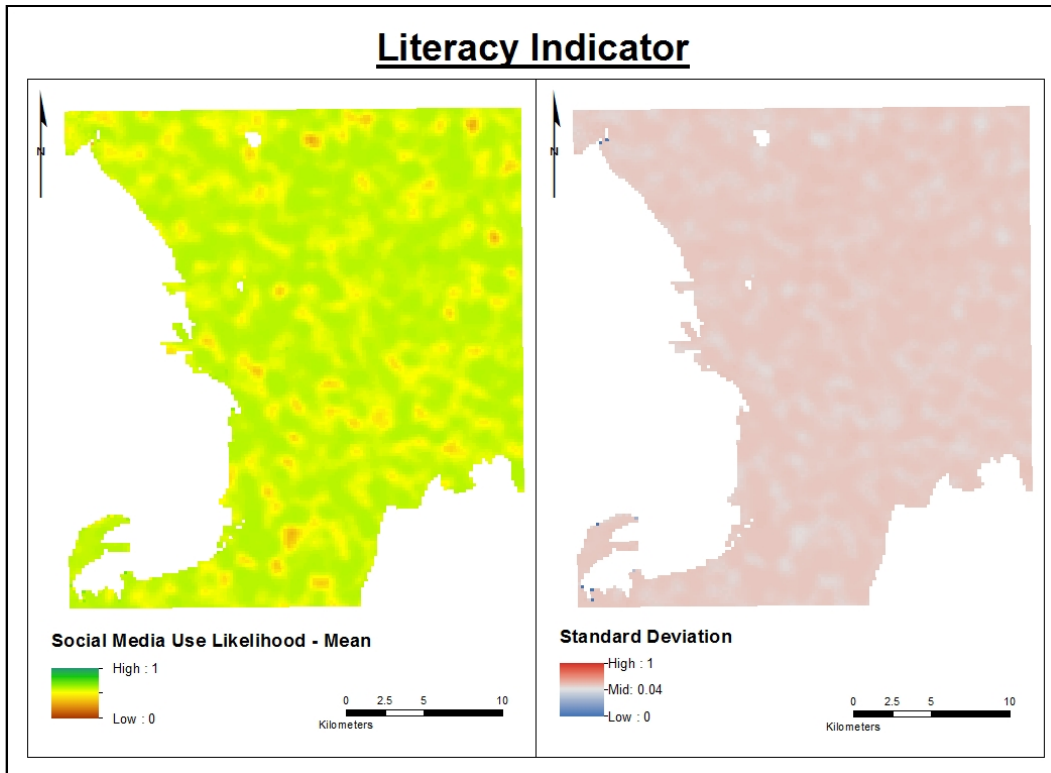 Literacy Indicator
N
Social Media Use Likelihood - Mean
High : 1
Low : 0
0 2.5 5 10
Kilometers
N
Standard Deviation
High : 1
Mid: 0.04
Low : 0
0 2.5 5 10
Kilometers